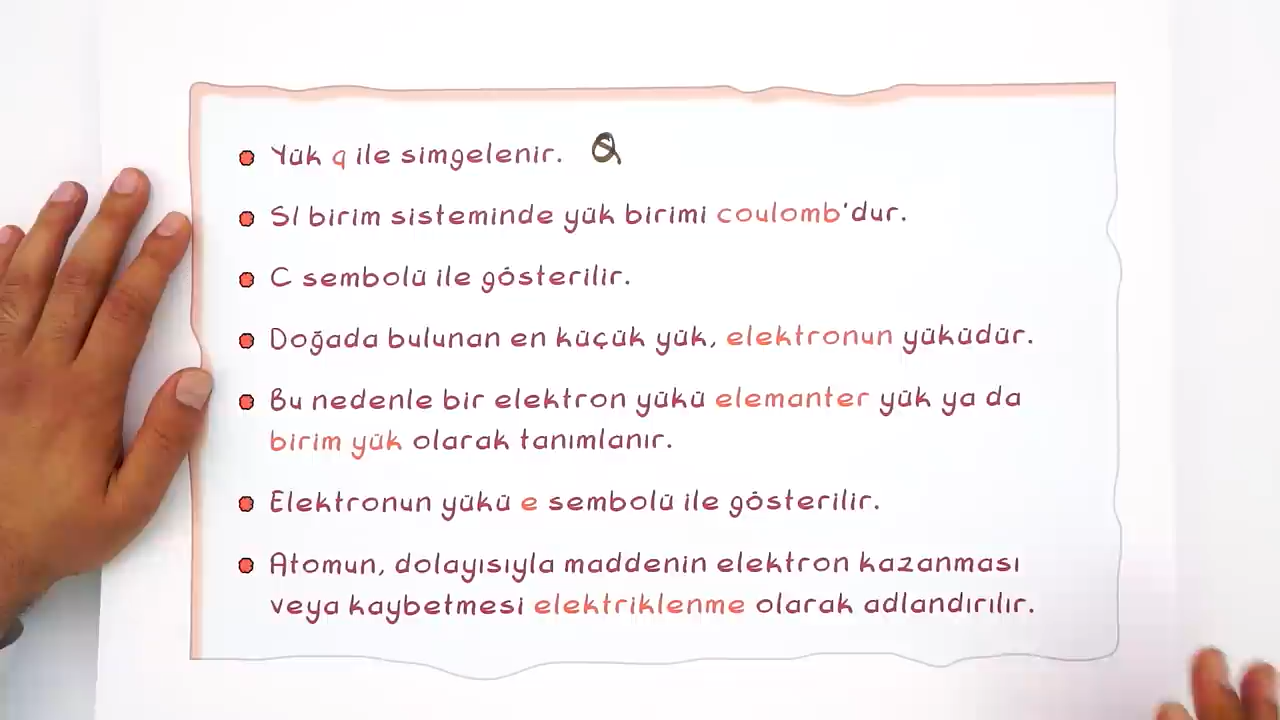 Yük q ile simgelenir. Q
SI birim sisteminde yük birimi coulomb'dur.
C sembolü ile gösterilir.
Doğada bulunan en küçük yük, elektronun yüküdür.
Bu nedenle bir elektron yükü elemanter yük ya da
birim yük olarak tanımlanır.
Elektronun yükü e sembolü ile gösterilir.
Atomun, dolayısıyla maddenin elektron kazanması
veya kaybetmesi elektriklenme olarak adlandırılır.